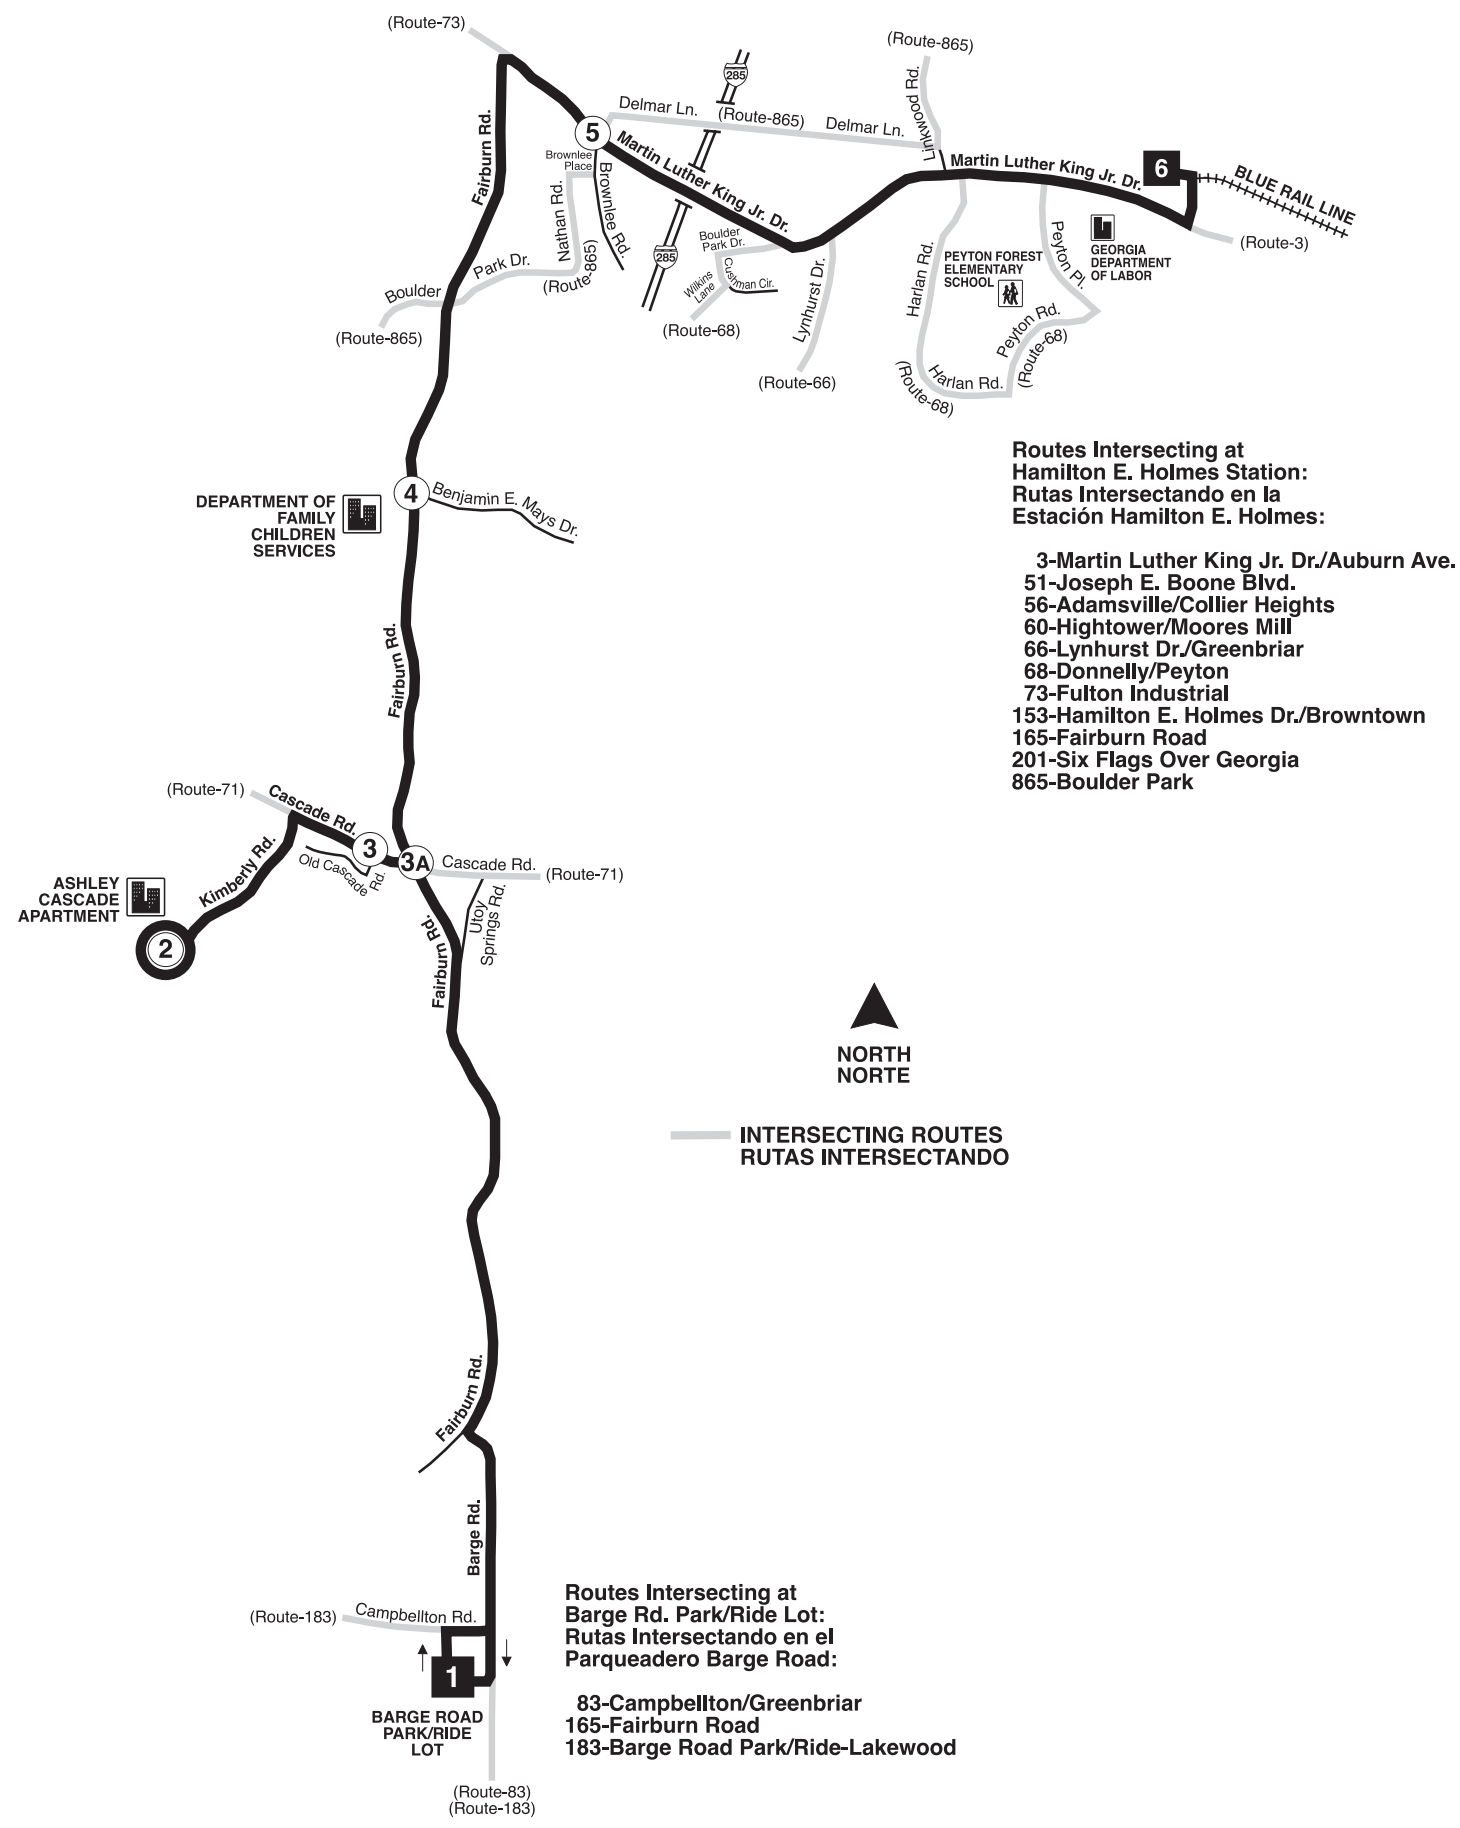 (Route-73)
(Route-865)
285
Delmar Ln.
(Route-865)
Delmar Ln.
Linkwood Rd.
Fairburn Rd.
5
Martin Luther King Jr. Dr.
Martin Luther King Jr. Dr.
6
BLUE RAIL LINE
Brownlee
Place
Brownlee Rd.
Nathan Rd.
(Route-865)
Boulder
Park Dr.
(Route-865)
285
Boulder
Park Dr.
Cushman Cir.
Wilkins
Lane
(Route-68)
Lynhurst Dr.
(Route-66)
Harlan Rd.
PEYTON FOREST
ELEMENTARY
SCHOOL
Peyton Pl.
GEORGIA
DEPARTMENT
OF LABOR
(Route-3)
Peyton Rd.
(Route-68)
Harlan Rd.
(Route-68)
Routes Intersecting at
Hamilton E. Holmes Station:
Rutas Intersectando en la
Estación Hamilton E. Holmes:
3-Martin Luther King Jr. Dr./Auburn Ave.
51-Joseph E. Boone Blvd.
56-Adamsville/Collier Heights
60-Hightower/Moores Mill
66-Lynhurst Dr./Greenbriar
68-Donnelly/Peyton
73-Fulton Industrial
153-Hamilton E. Holmes Dr./Browntown
165-Fairburn Road
201-Six Flags Over Georgia
865-Boulder Park
DEPARTMENT OF
FAMILY
CHILDREN
SERVICES
4
Benjamin E. Mays Dr.
Fairburn Rd.
(Route-71)
Cascade Rd.
3
3A
Cascade Rd.
(Route-71)
Old Cascade
Rd.
Kimberly Rd.
ASHLEY
CASCADE
APARTMENT
2
Utoy
Springs Rd.
Fairburn Rd.
NORTH
NORTE
INTERSECTING ROUTES
RUTAS INTERSECTANDO
Fairburn Rd.
Barge Rd.
(Route-183)
Campbellton Rd.
1
BARGE ROAD
PARK/RIDE
LOT
Routes Intersecting at
Barge Rd. Park/Ride Lot:
Rutas Intersectando en el
Parqueadero Barge Road:
83-Campbellton/Greenbriar
165-Fairburn Road
183-Barge Road Park/Ride-Lakewood
(Route-83)
(Route-183)